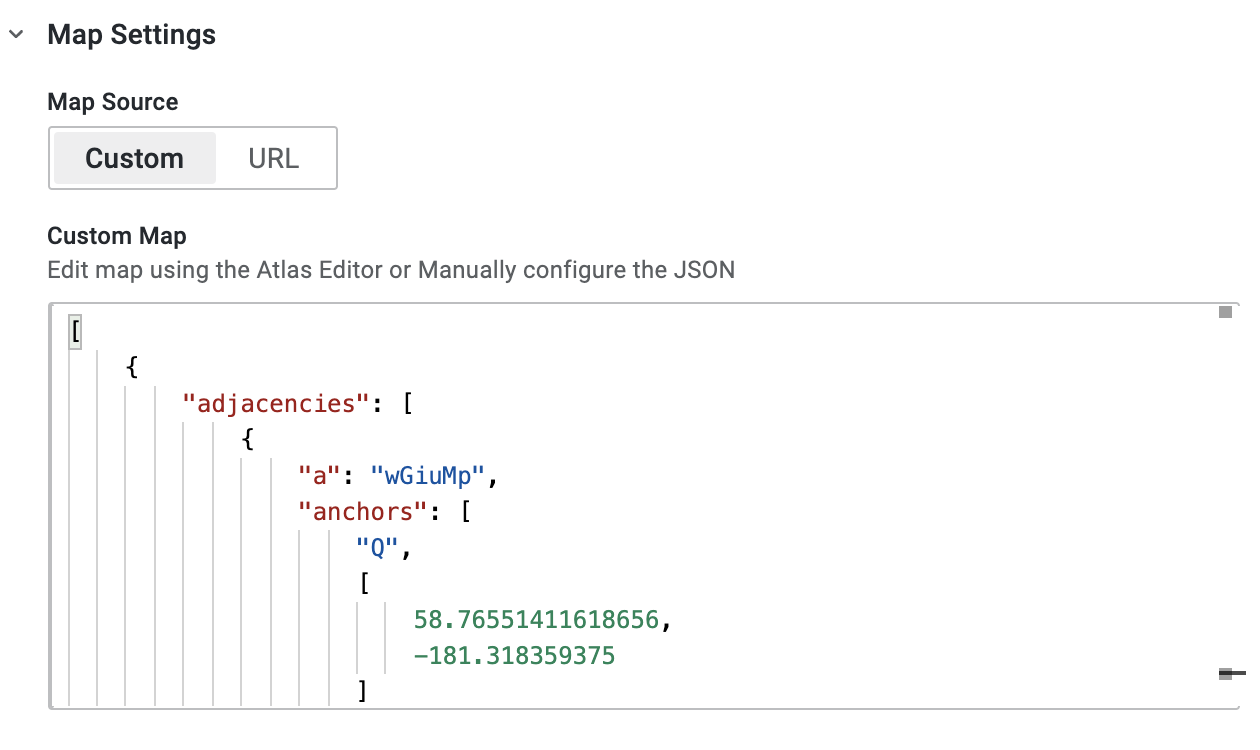 Map Settings
Map Source
Custom URL
Custom Map
Edit map using the Atlas Editor or Manually configure the JSON
[
{
"adjacencies": [
{
"a": "wGiuMp",
"anchors": [
"Q",
[
58.76551411618656,
-181.318359375
]